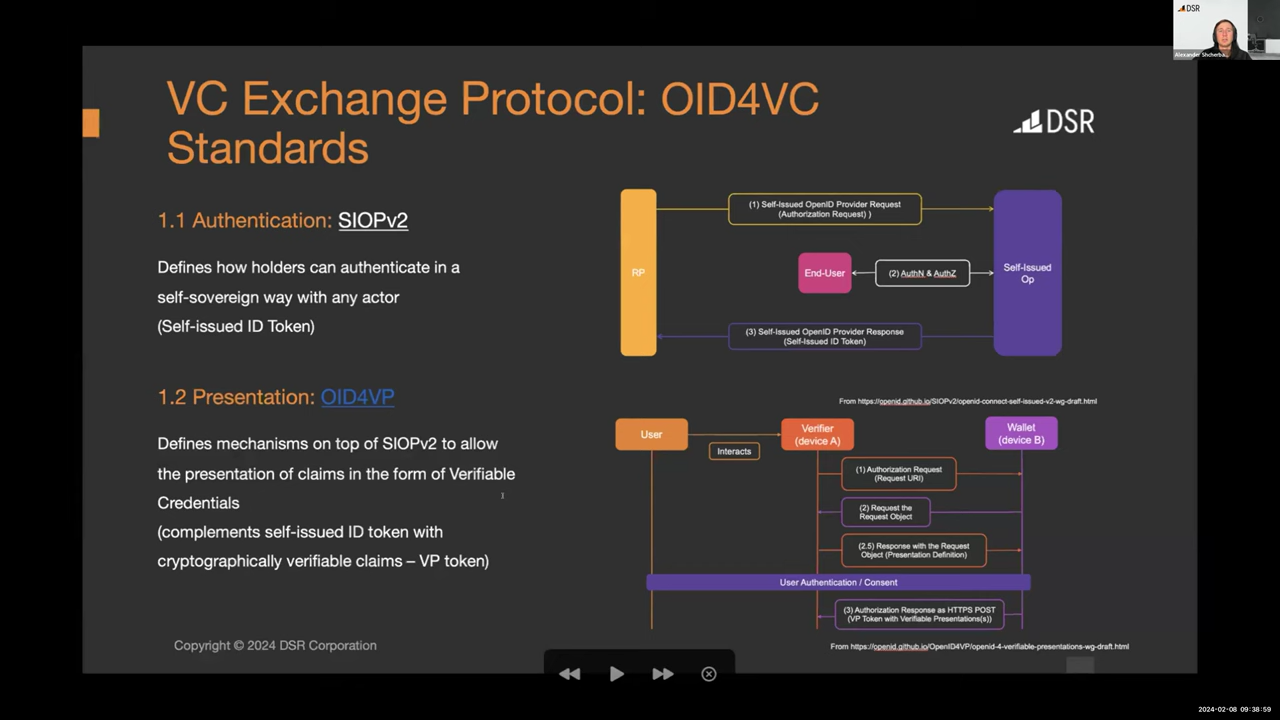 DSR
Alexander Shcherba...
VC Exchange Protocol: OID4VC
Standards
DSR
1.1 Authentication: SIOPv2
Defines how holders can authenticate in a
self-sovereign way with any actor
(Self-issued ID Token)
1.2 Presentation: OID4VP
Defines mechanisms on top of SIOPv2 to allow
the presentation of claims in the form of Verifiable
Credentials
(complements self-issued ID token with
cryptographically verifiable claims – VP token)
RP
(1) Self-Issued OpenID Provider Request
(Authorization Request) )
End-User
(2) AuthN & AuthZ
Self-Issued
Op
(3) Self-Issued OpenID Provider Response
(Self-Issued ID Token)
From https://openid.github.io/SIOPv2/openid-connect-self-issued-v2-wg-draft.html
User
Interacts
Verifier
(device A)
Wallet
(device B)
(1) Authorization Request
(Request URI)
(2) Request the
Request Object
(2.5) Response with the Request
Object (Presentation Definition)
User Authentication / Consent
(3) Authorization Response as HTTPS POST
(VP Token with Verifiable Presentations(s))
From https://openid.github.io/OpenID4VP/openid-4-verifiable-presentations-wg-draft.html
Copyright © 2024 DSR Corporation
2024-02-08 09:38:59